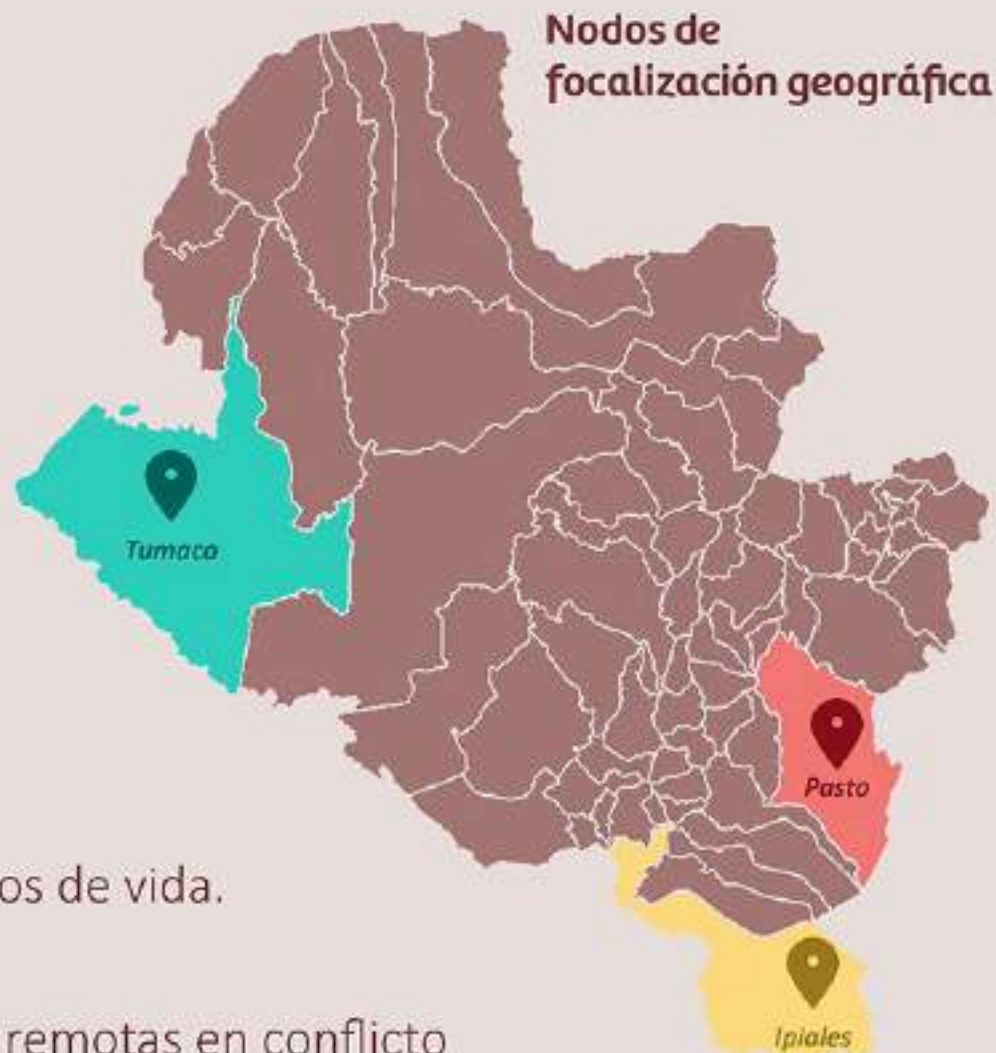 Nodos de
focalización geográfica
Tumaco
Pasto
os de vida.
Ipiales
remotas en conflicto